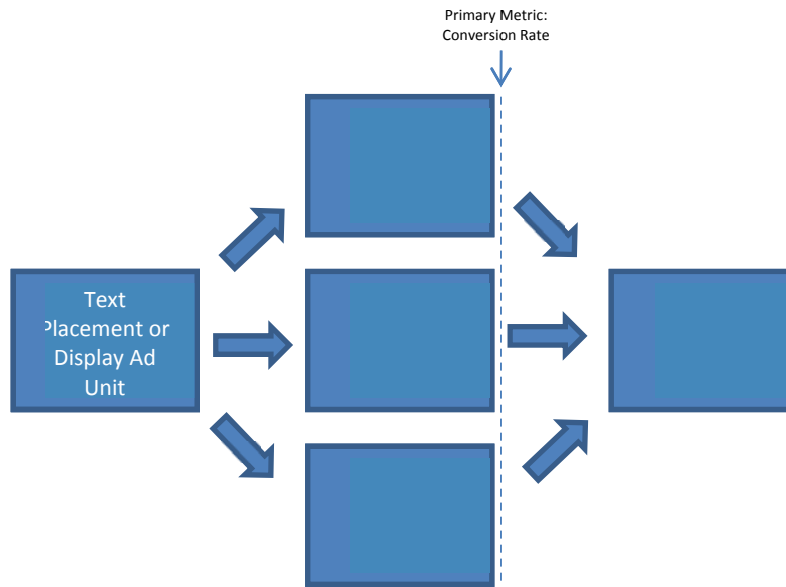 Primary Metric:
Conversion Rate
Text
Placement or
Display Ad
Unit